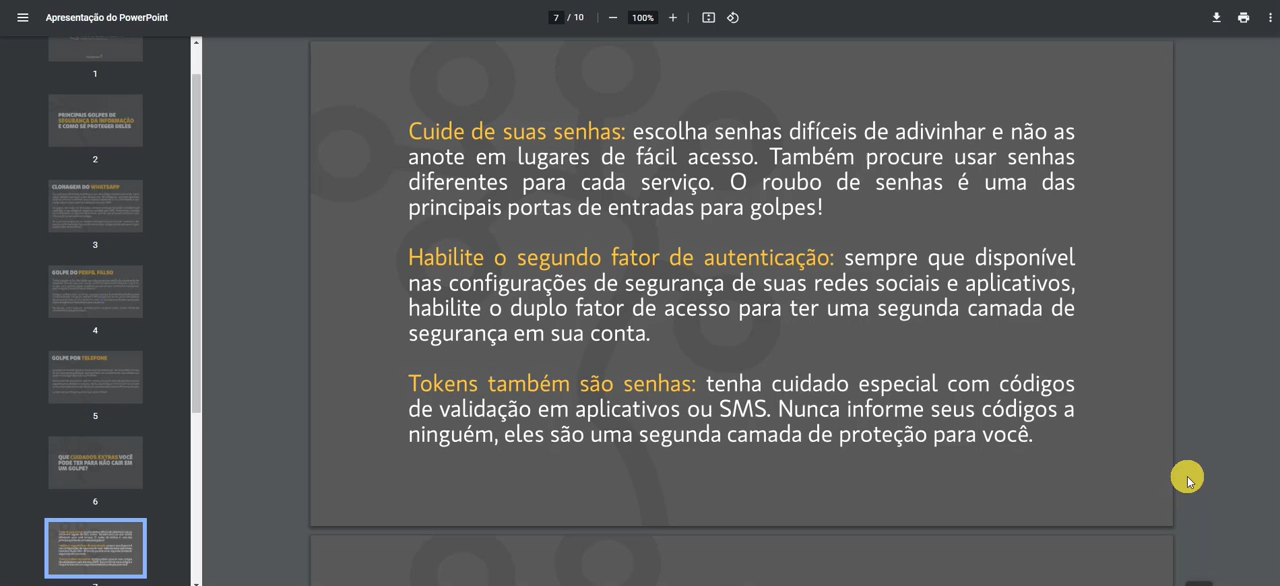 Apresentação do PowerPoint
7 / 10
100%
1
PRINCIPAIS GOLPES DE
SEGURANÇA DA INFORMAÇÃO
E COMO SE PROTEGER DELES
2
CLONAGEM DO WHATSAPP
3
GOLPE DO PERFIL FALSO
4
GOLPE POR TELEFONE
5
QUE CUIDADOS EXTRAS VOCÊ
PODE TER PARA NÃO CAIR EM
UM GOLPE?
6
Cuide de suas senhas: escolha senhas difíceis de adivinhar e não as
anote em lugares de fácil acesso. Também procure usar senhas
diferentes para cada serviço. O roubo de senhas é uma das
principais portas de entradas para golpes!
Habilite o segundo fator de autenticação: sempre que disponível
nas configurações de segurança de suas redes sociais e aplicativos,
habilite o duplo fator de acesso para ter uma segunda camada de
segurança em sua conta.
Tokens também são senhas: tenha cuidado especial com códigos
de validação em aplicativos ou SMS. Nunca informe seus códigos a
ninguém, eles são uma segunda camada de proteção para você.